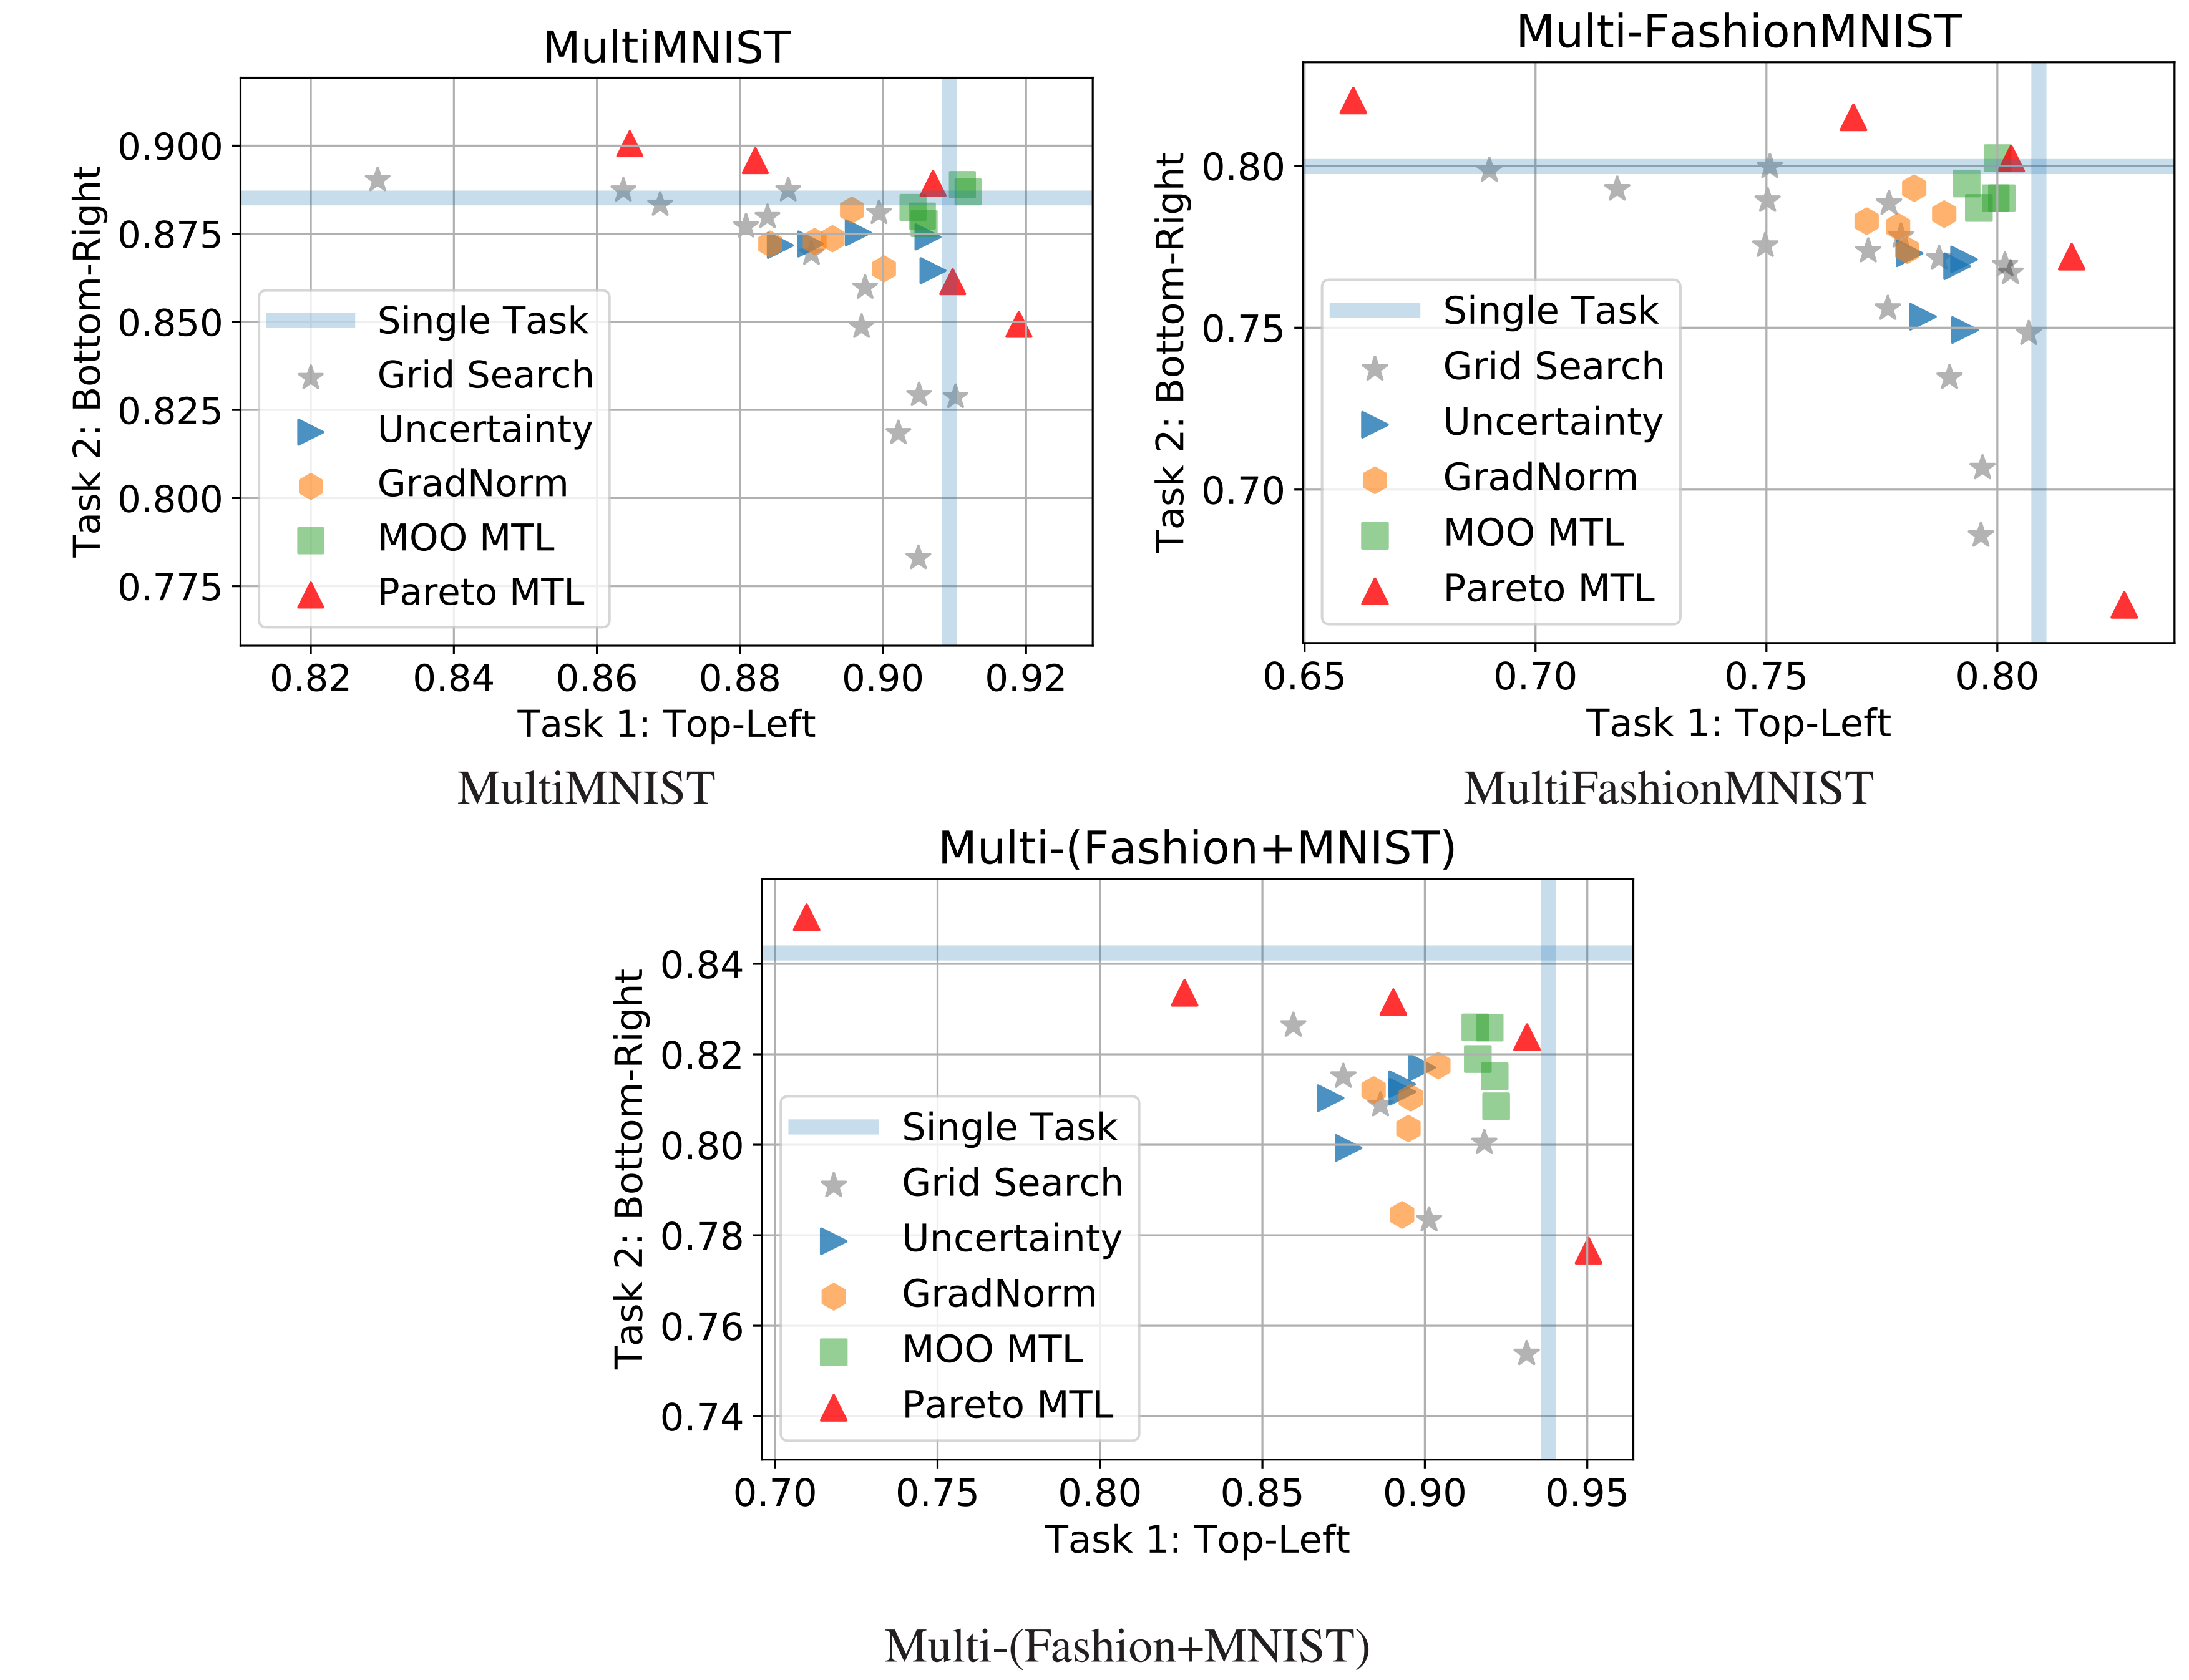 MultiMNIST
Task 2: Bottom-Right
0.900
0.875
0.850
0.825
0.800
0.775
Single Task
Grid Search
Uncertainty
GradNorm
MOO MTL
Pareto MTL
0.82 0.84 0.86 0.88 0.90 0.92
Task 1: Top-Left
MultiMNIST
Multi-FashionMNIST
Task 2: Bottom-Right
0.80
0.75
0.70
Single Task
Grid Search
Uncertainty
GradNorm
MOO MTL
Pareto MTL
0.65 0.70 0.75 0.80
Task 1: Top-Left
MultiFashionMNIST
Multi-(Fashion+MNIST)
Task 2: Bottom-Right
0.84
0.82
0.80
0.78
0.76
0.74
Single Task
Grid Search
Uncertainty
GradNorm
MOO MTL
Pareto MTL
0.70 0.75 0.80 0.85 0.90 0.95
Task 1: Top-Left
Multi-(Fashion+MNIST)